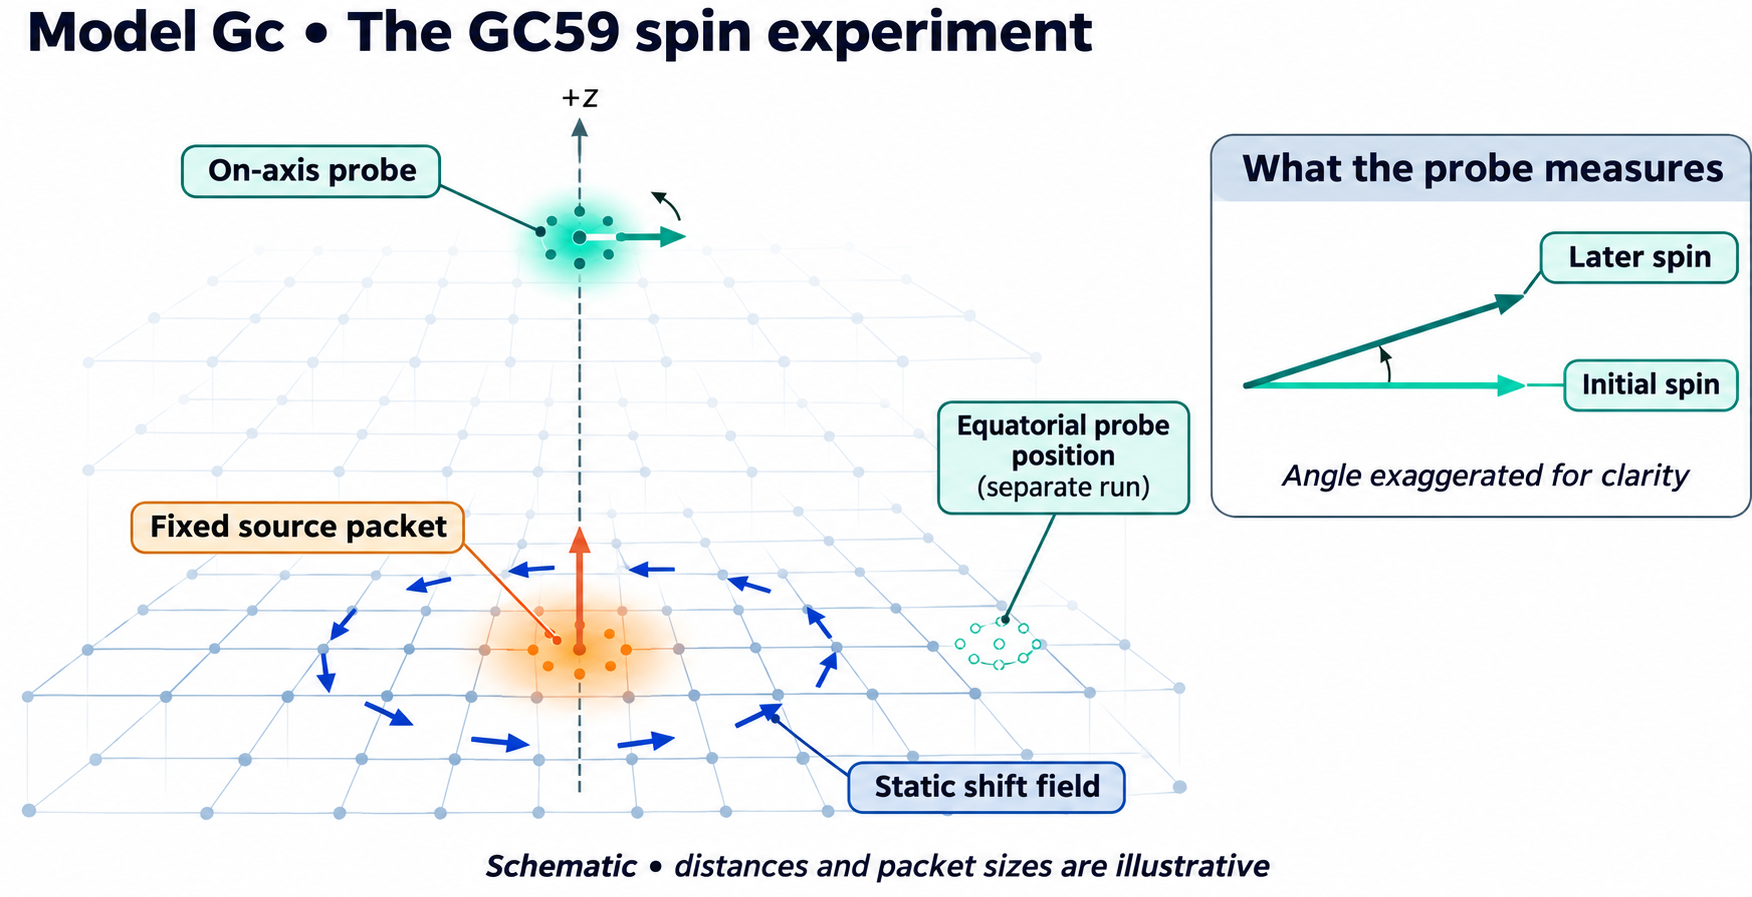 Model Gc • The GC59 spin experiment
+z
On-axis probe
What the probe measures
Later spin
Initial spin
Equatorial probe
position
(separate run)
Angle exaggerated for clarity
Fixed source packet
Static shift field
Schematic • distances and packet sizes are illustrative